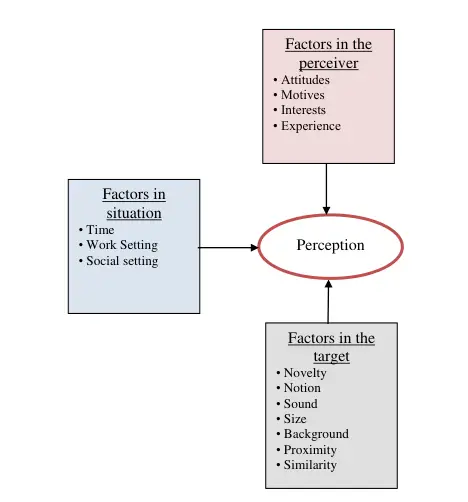 Factors in the
perceiver
• Attitudes
• Motives
• Interests
• Experience
Factors in
situation
• Time
• Work Setting
• Social setting
Perception
Factors in the
target
• Novelty
• Notion
• Sound
• Size
• Background
• Proximity
• Similarity